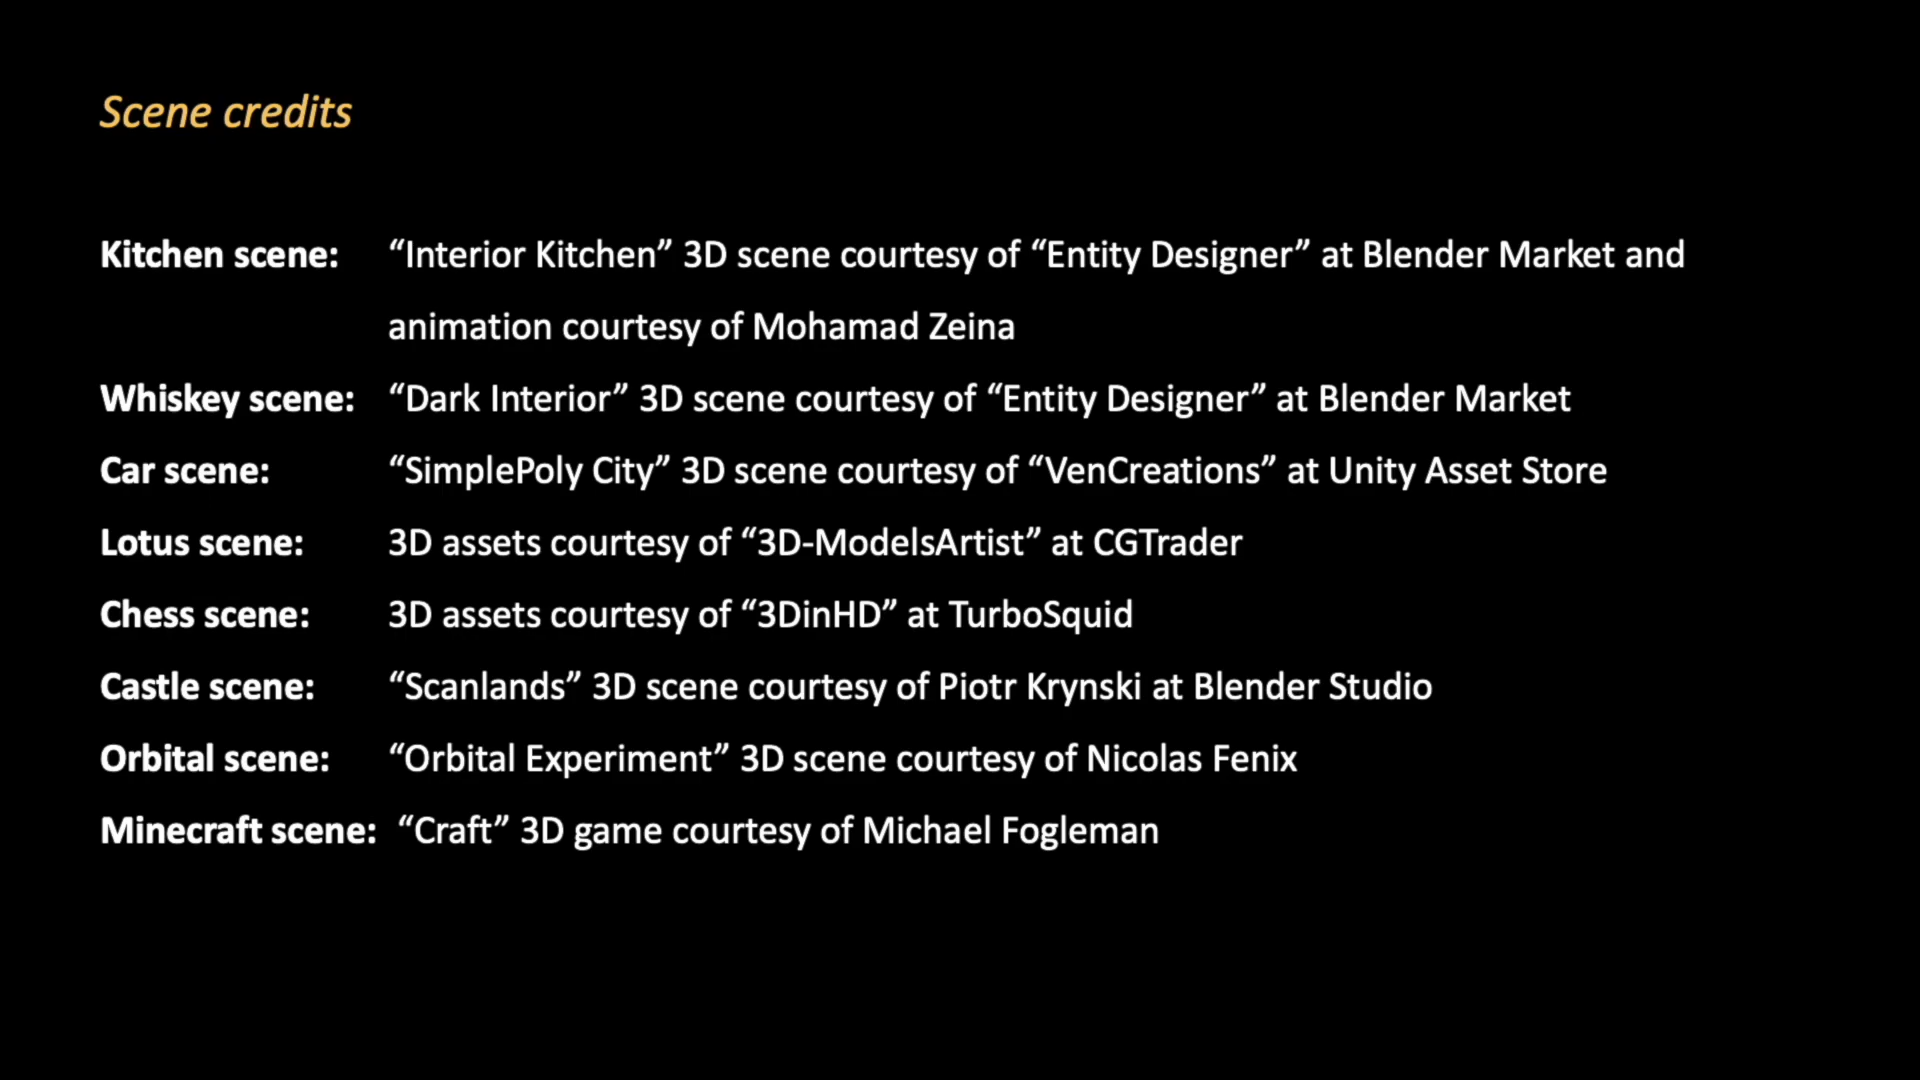 Scene credits
Kitchen scene: “Interior Kitchen” 3D scene courtesy of “Entity Designer” at Blender Market and
animation courtesy of Mohamad Zeina
Whiskey scene: “Dark Interior” 3D scene courtesy of “Entity Designer” at Blender Market
Car scene: “SimplePoly City” 3D scene courtesy of “VenCreations” at Unity Asset Store
Lotus scene: 3D assets courtesy of “3D-ModelsArtist” at CGTrader
Chess scene: 3D assets courtesy of “3DinHD” at TurboSquid
Castle scene: “Scanlands” 3D scene courtesy of Piotr Krynski at Blender Studio
Orbital scene: “Orbital Experiment” 3D scene courtesy of Nicolas Fenix
Minecraft scene: “Craft” 3D game courtesy of Michael Fogleman